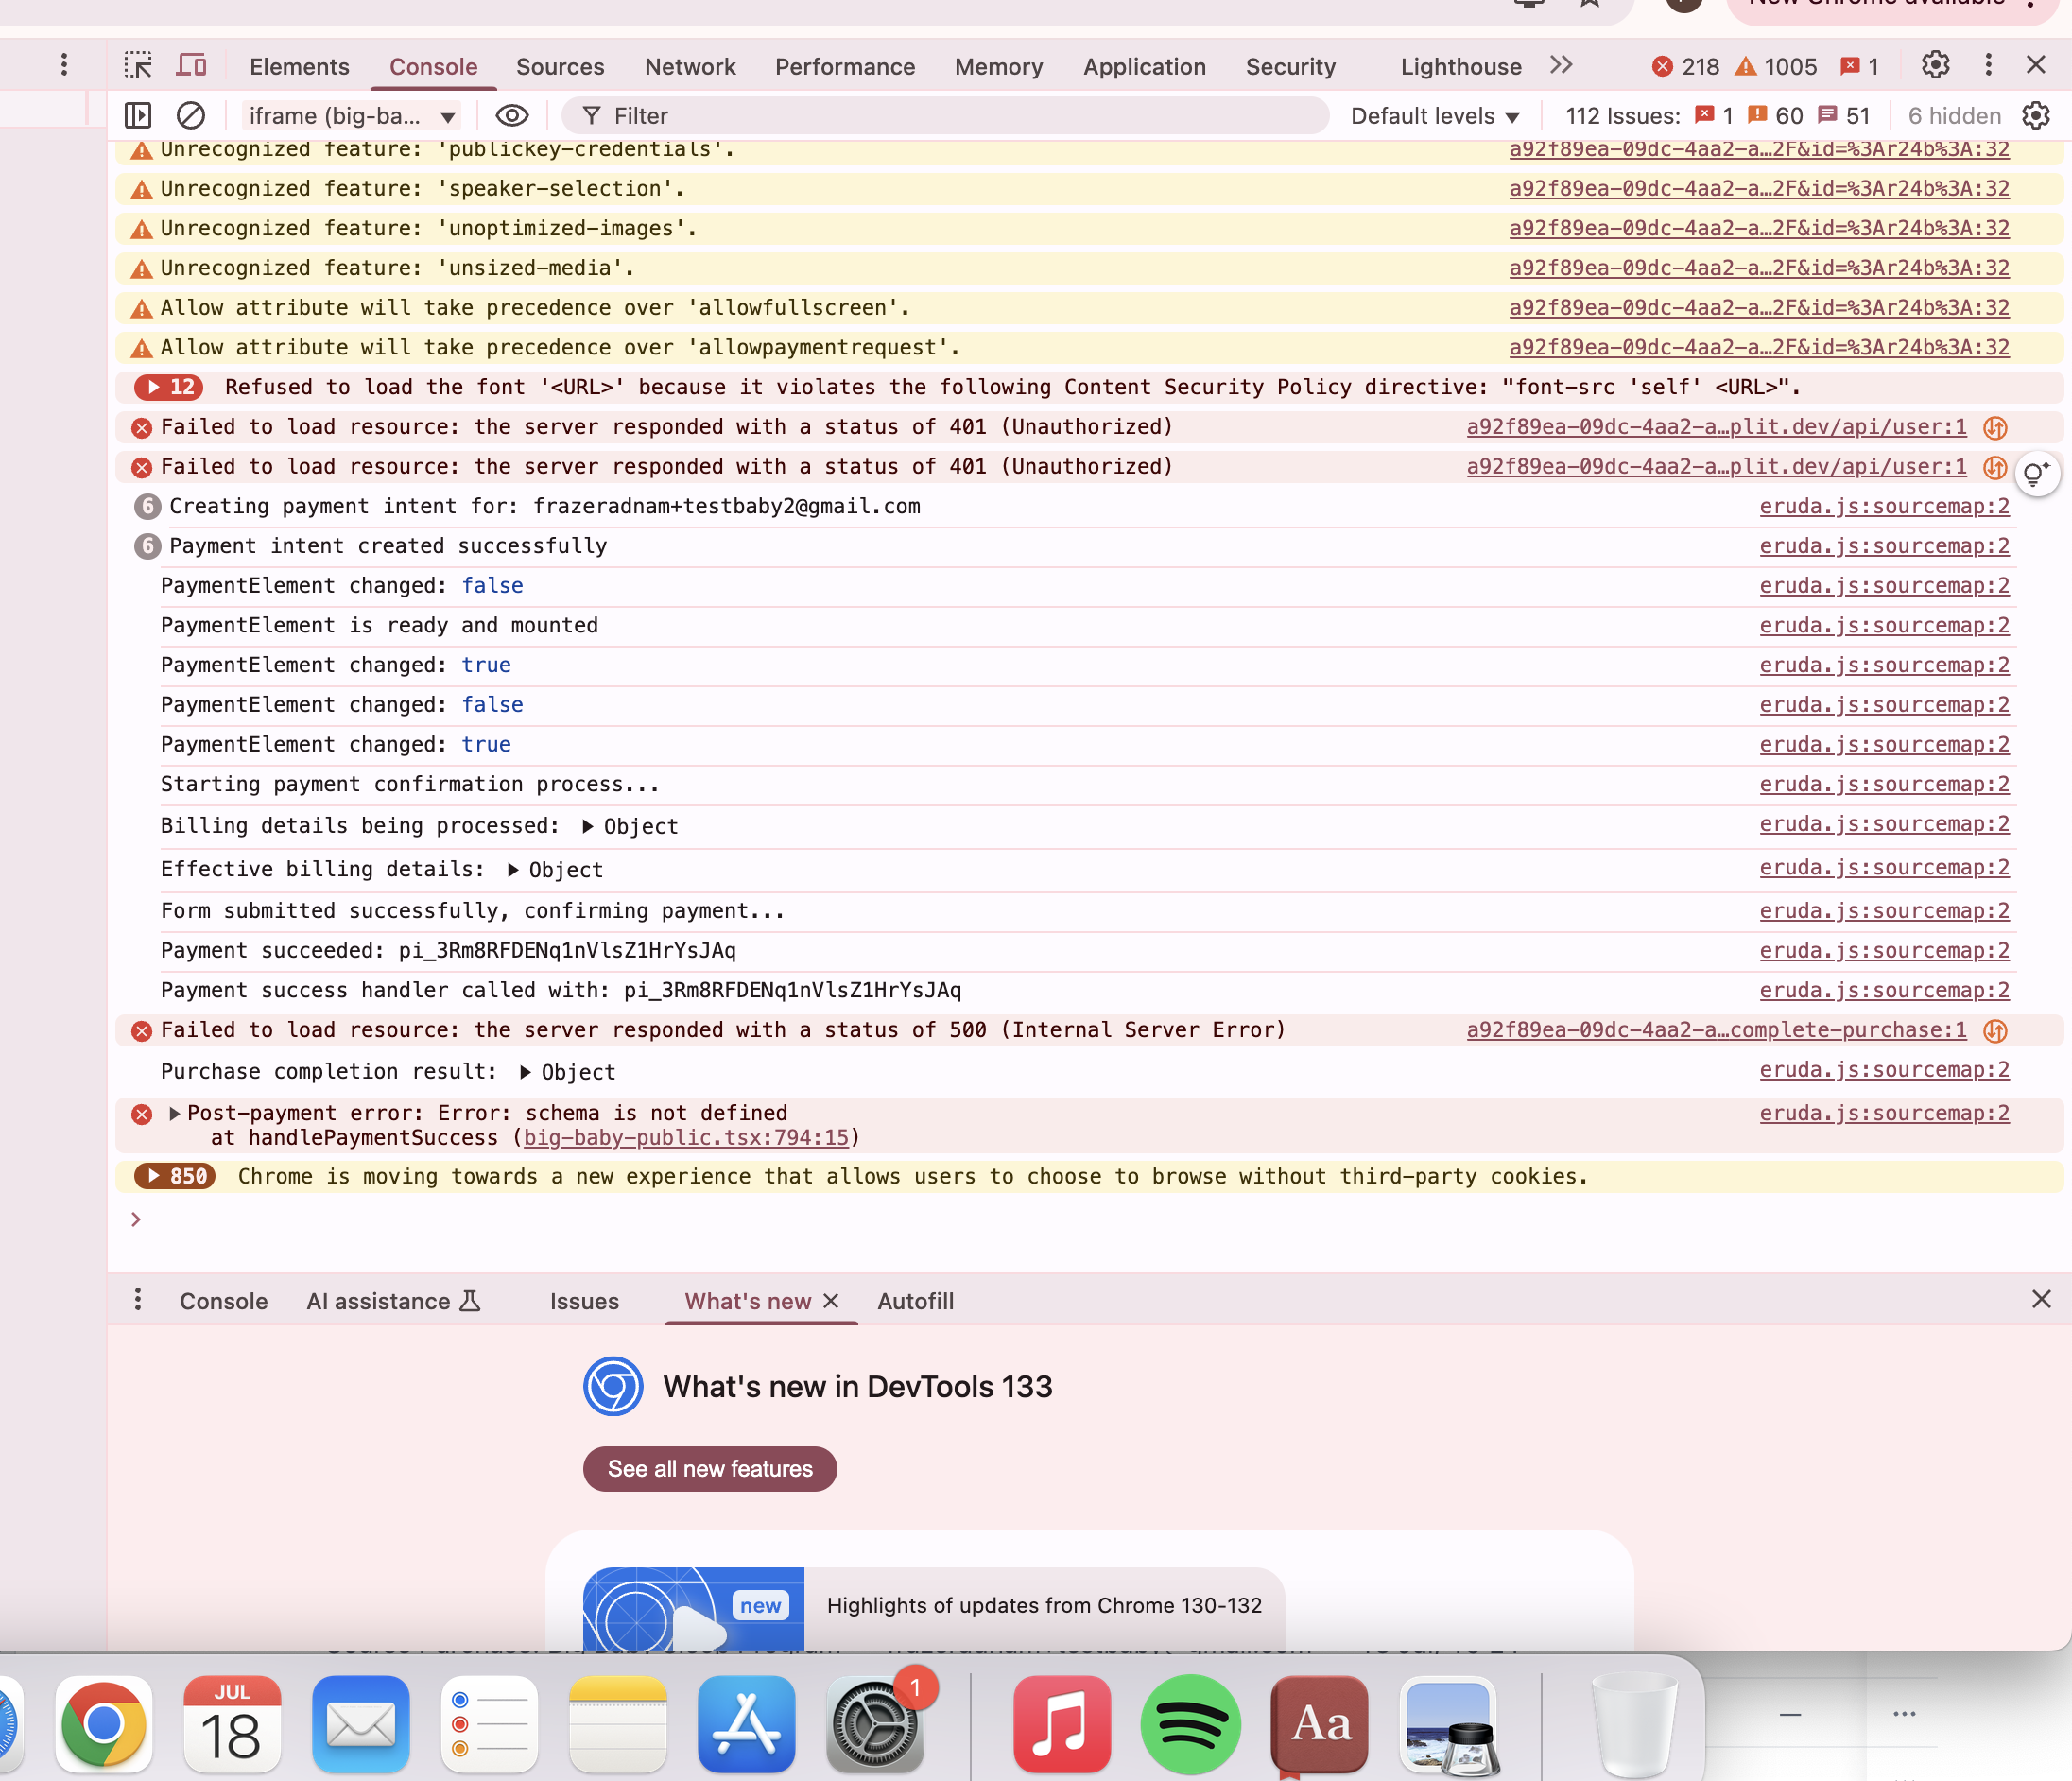 New Chrome available
Elements Console Sources Network Performance Memory Application Security Lighthouse 218 1005 1
iframe (big-ba... Filter Default levels 112 Issues: 1 60 51 6 hidden
Unrecognized feature: 'publickey-credentials'. a92f89ea-09dc-4aa2-a…2F&id=%3Ar24b%3A:32
Unrecognized feature: 'speaker-selection'. a92f89ea-09dc-4aa2-a…2F&id=%3Ar24b%3A:32
Unrecognized feature: 'unoptimized-images'. a92f89ea-09dc-4aa2-a…2F&id=%3Ar24b%3A:32
Unrecognized feature: 'unsized-media'. a92f89ea-09dc-4aa2-a…2F&id=%3Ar24b%3A:32
Allow attribute will take precedence over 'allowfullscreen'. a92f89ea-09dc-4aa2-a…2F&id=%3Ar24b%3A:32
Allow attribute will take precedence over 'allowpaymentrequest'. a92f89ea-09dc-4aa2-a…2F&id=%3Ar24b%3A:32
12 Refused to load the font '<URL>' because it violates the following Content Security Policy directive: "font-src 'self' <URL>".
Failed to load resource: the server responded with a status of 401 (Unauthorized) a92f89ea-09dc-4aa2-a…plit.dev/api/user:1
Failed to load resource: the server responded with a status of 401 (Unauthorized) a92f89ea-09dc-4aa2-a…plit.dev/api/user:1
6 Creating payment intent for: frazeradnam+testbaby2@gmail.com eruda.js:sourcemap:2
6 Payment intent created successfully eruda.js:sourcemap:2
PaymentElement changed: false eruda.js:sourcemap:2
PaymentElement is ready and mounted eruda.js:sourcemap:2
PaymentElement changed: true eruda.js:sourcemap:2
PaymentElement changed: false eruda.js:sourcemap:2
PaymentElement changed: true eruda.js:sourcemap:2
Starting payment confirmation process... eruda.js:sourcemap:2
Billing details being processed: Object eruda.js:sourcemap:2
Effective billing details: Object eruda.js:sourcemap:2
Form submitted successfully, confirming payment... eruda.js:sourcemap:2
Payment succeeded: pi_3Rm8RFDENq1nVlsZ1HrYsJAq eruda.js:sourcemap:2
Payment success handler called with: pi_3Rm8RFDENq1nVlsZ1HrYsJAq eruda.js:sourcemap:2
Failed to load resource: the server responded with a status of 500 (Internal Server Error) a92f89ea-09dc-4aa2-a…complete-purchase:1
Purchase completion result: Object eruda.js:sourcemap:2
Post-payment error: Error: schema is not defined eruda.js:sourcemap:2
at handlePaymentSuccess (big-baby-public.tsx:794:15)
850 Chrome is moving towards a new experience that allows users to choose to browse without third-party cookies.
Console AI assistance Issues What's new Autofill
What's new in DevTools 133
See all new features
new Highlights of updates from Chrome 130-132
JUL
18
1
Aa